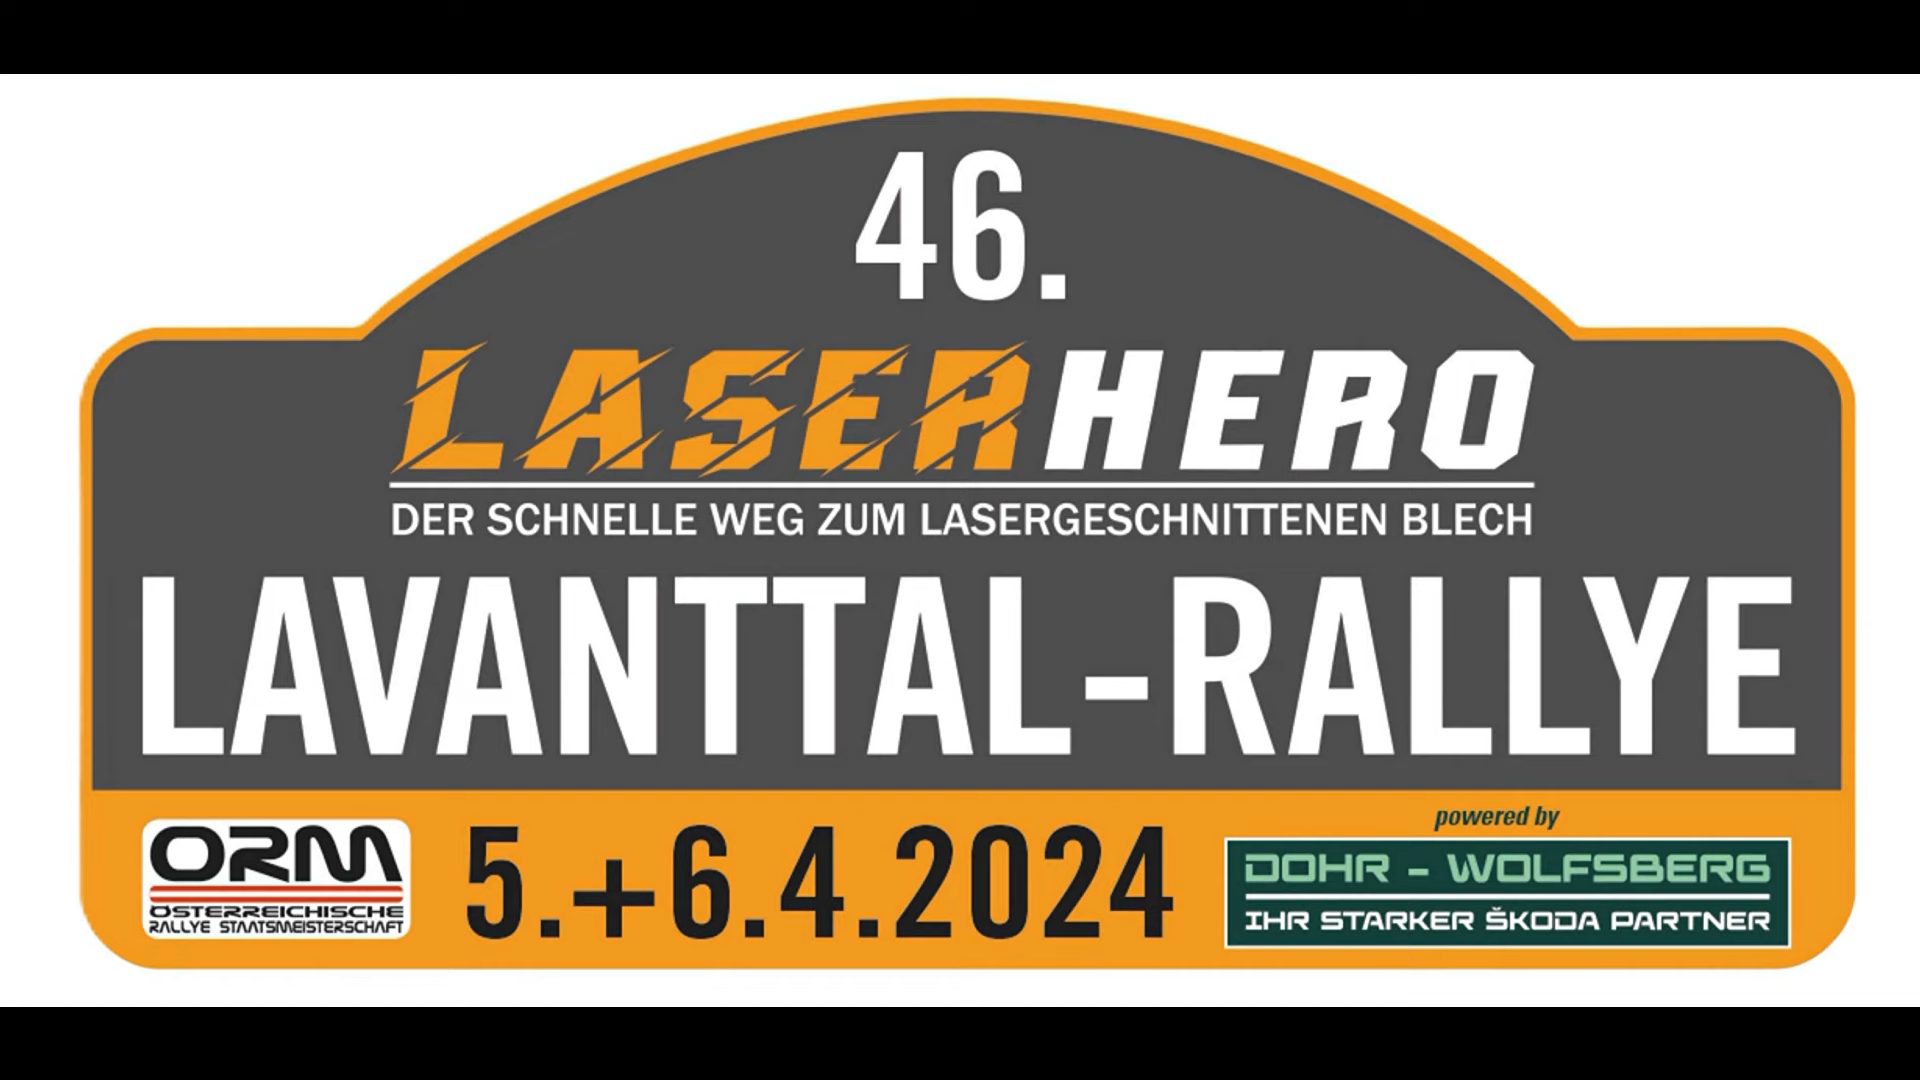 46.
LASERHERO
DER SCHNELLE WEG ZUM LASERGESCHNITTENEN BLECH
LAVANTTAL-RALLYE
ORM
ÖSTERREICHISCHE
RALLYE STAATSMEISTERSCHAFT
5.+6.4.2024
powered by
DOHR - WOLFSBERG
IHR STARKER ŠKODA PARTNER